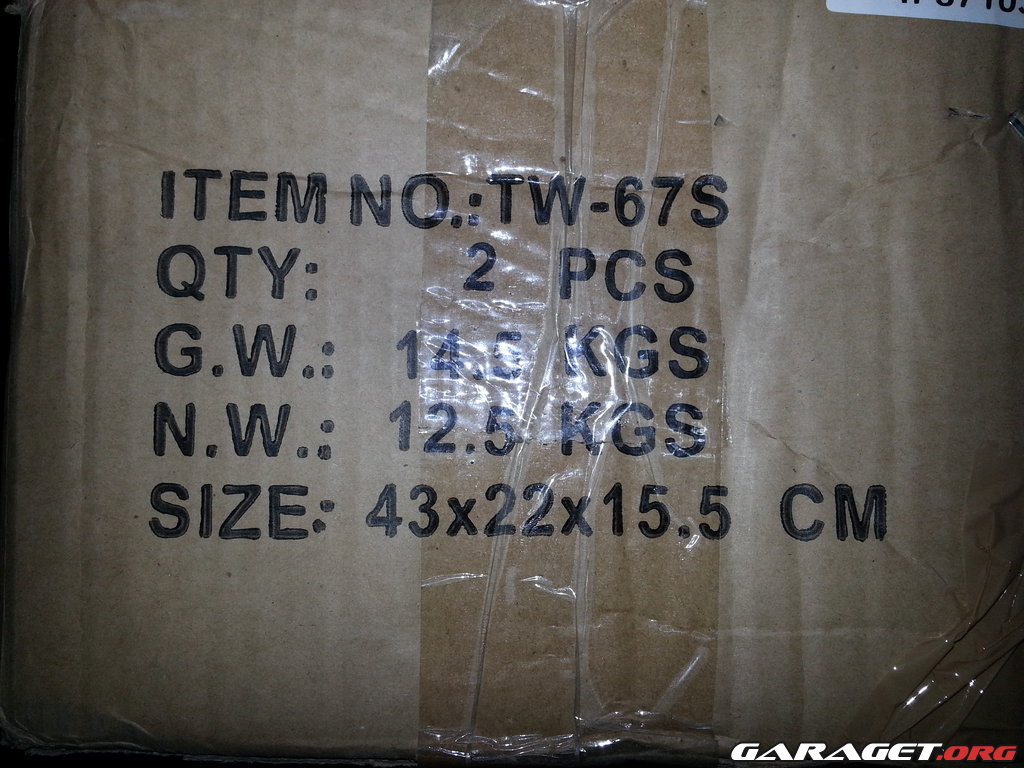 ITEM NO.:TW-67S
QTY: 2 PCS
G.W.: 14.5 KGS
N.W.: 12.5 KGS
SIZE: 43x22x15.5 CM
GARAGET.ORG